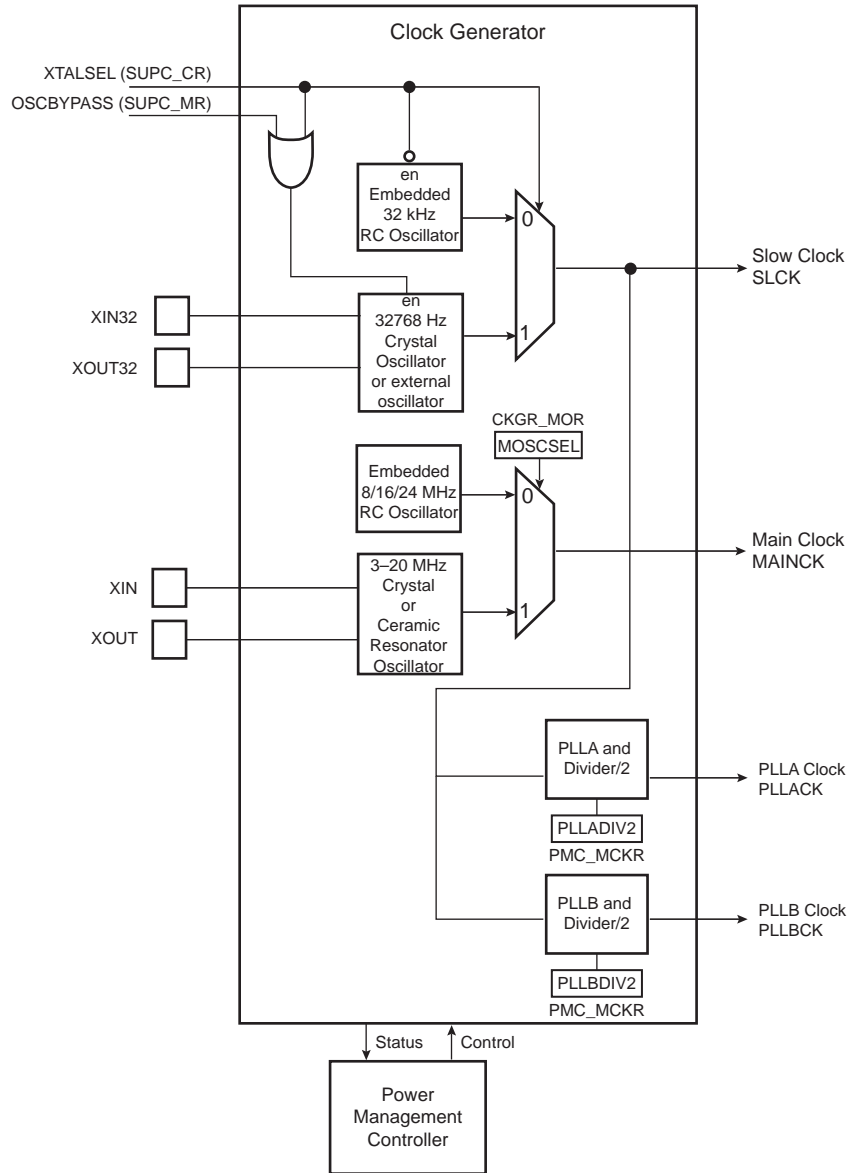 Clock Generator
XTALSEL (SUPC_CR)
OSCBYPASS (SUPC_MR)
en
Embedded
32 kHz
RC Oscillator
0
Slow Clock
SLCK
XIN32
XOUT32
en
32768 Hz
Crystal
Oscillator
or external
oscillator
1
CKGR_MOR
MOSCSEL
Embedded
8/16/24 MHz
RC Oscillator
0
Main Clock
MAINCK
XIN
XOUT
3–20 MHz
Crystal
or
Ceramic
Resonator
Oscillator
1
PLLA and
Divider/2
PLLA Clock
PLLACK
PLLADIV2
PMC_MCKR
PLLB and
Divider/2
PLLB Clock
PLLBCK
PLLBDIV2
PMC_MCKR
Status
Control
Power
Management
Controller